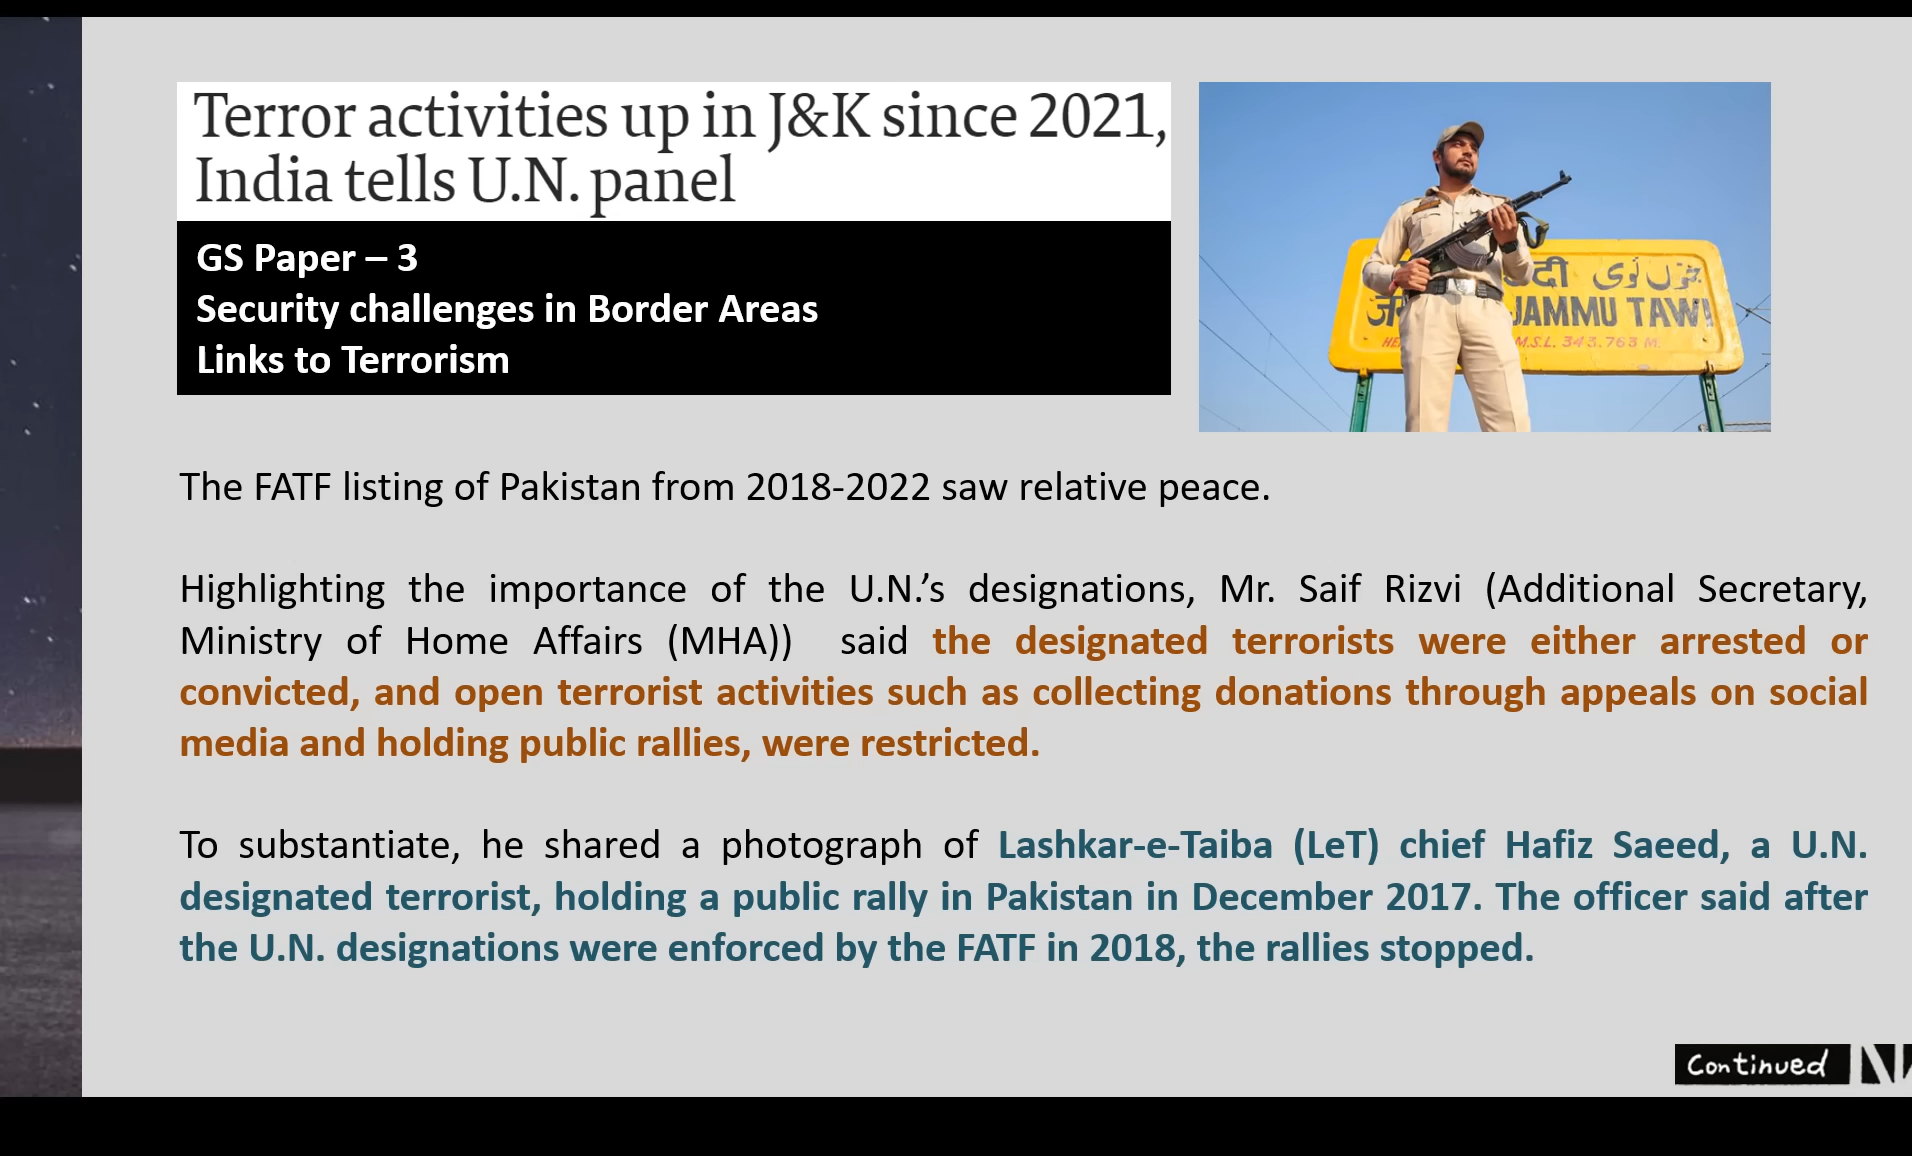 Terror activities up in J&K since 2021,
India tells U.N. panel
GS Paper – 3
Security challenges in Border Areas
Links to Terrorism
दी
JAMMU TAWI
M.S.L. 343.763 M.
The FATF listing of Pakistan from 2018-2022 saw relative peace.
Highlighting the importance of the U.N.’s designations, Mr. Saif Rizvi (Additional Secretary,
Ministry of Home Affairs (MHA)) said the designated terrorists were either arrested or
convicted, and open terrorist activities such as collecting donations through appeals on social
media and holding public rallies, were restricted.
To substantiate, he shared a photograph of Lashkar-e-Taiba (LeT) chief Hafiz Saeed, a U.N.
designated terrorist, holding a public rally in Pakistan in December 2017. The officer said after
the U.N. designations were enforced by the FATF in 2018, the rallies stopped.
Continued